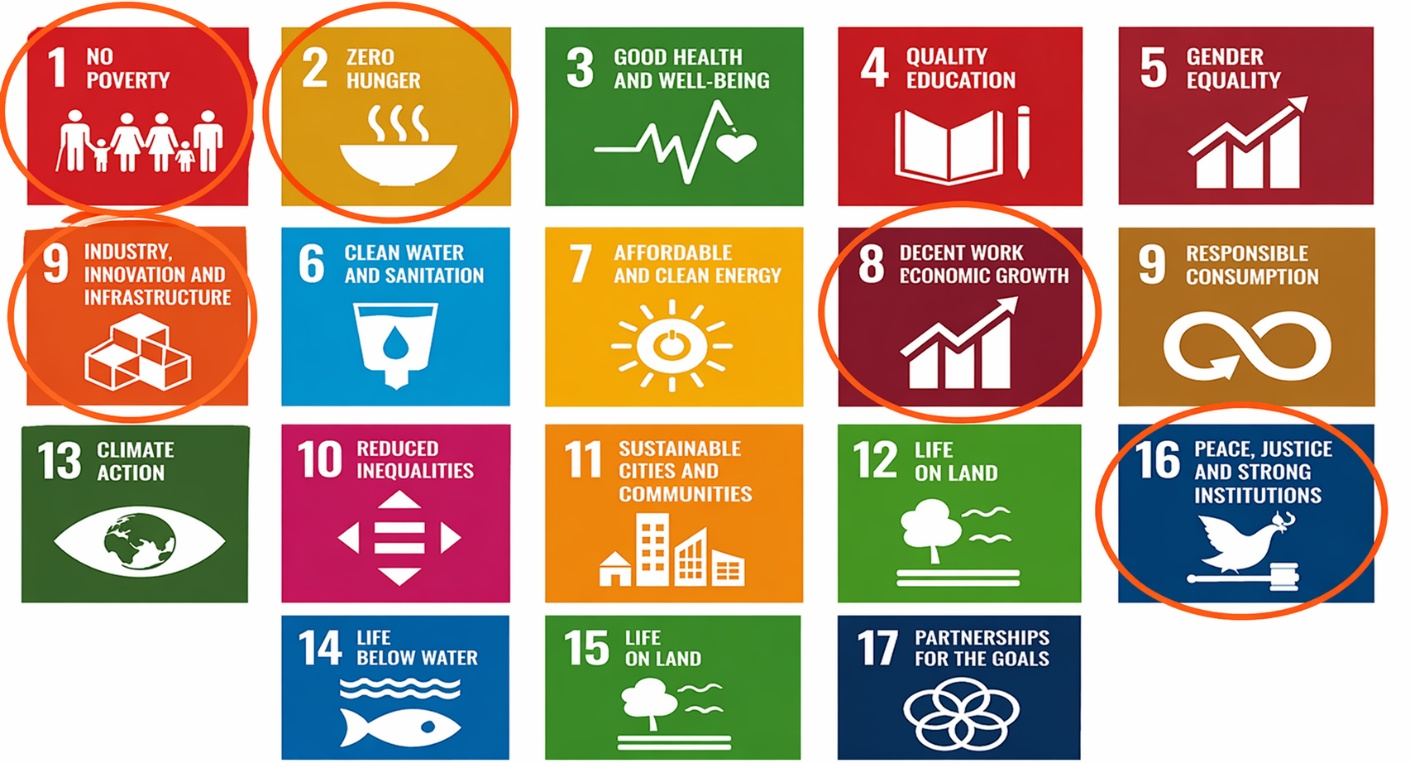 1 NO
POVERTY
2 ZERO
HUNGER
3 GOOD HEALTH
AND WELL-BEING
4 QUALITY
EDUCATION
5 GENDER
EQUALITY
9 INDUSTRY,
INNOVATION AND
INFRASTRUCTURE
6 CLEAN WATER
AND SANITATION
7 AFFORDABLE
AND CLEAN ENERGY
8 DECENT WORK
ECONOMIC GROWTH
9 RESPONSIBLE
CONSUMPTION
13 CLIMATE
ACTION
10 REDUCED
INEQUALITIES
11 SUSTAINABLE
CITIES AND
COMMUNITIES
12 LIFE
ON LAND
16 PEACE, JUSTICE
AND STRONG
INSTITUTIONS
14 LIFE
BELOW WATER
15 LIFE
ON LAND
17 PARTNERSHIPS
FOR THE GOALS